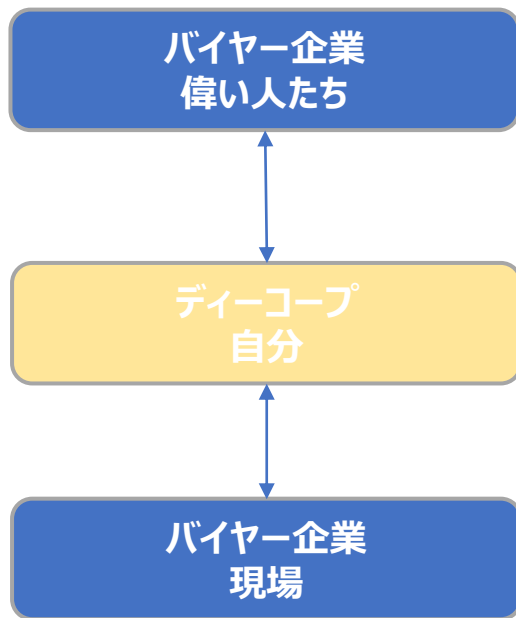 バイヤー企業
偉い人たち
ディーコープ
自分
バイヤー企業
現場